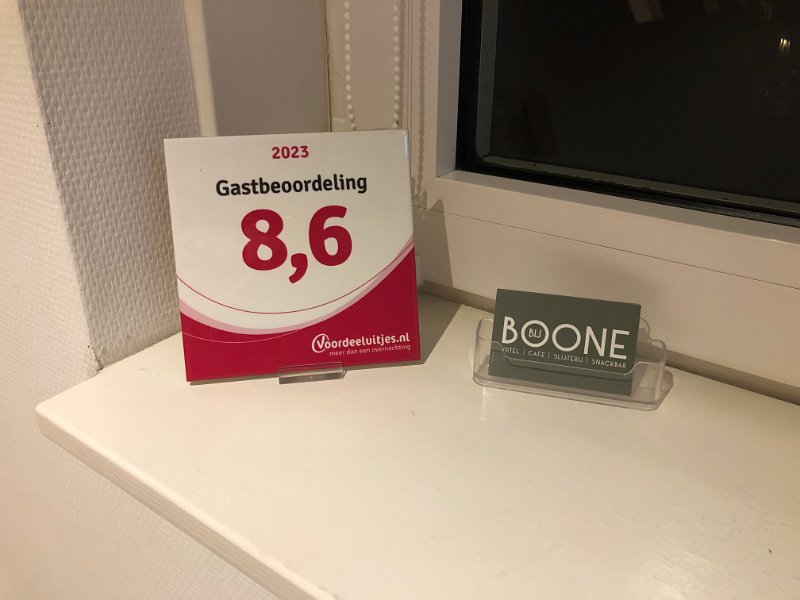 2023
Gastbeoordeling
8,6
Voordeeluitjes.nl
meer dan een overnachting
BIJ
BOONE
HOTEL | CAFE | SLIJTERIJ | SNACKBAR